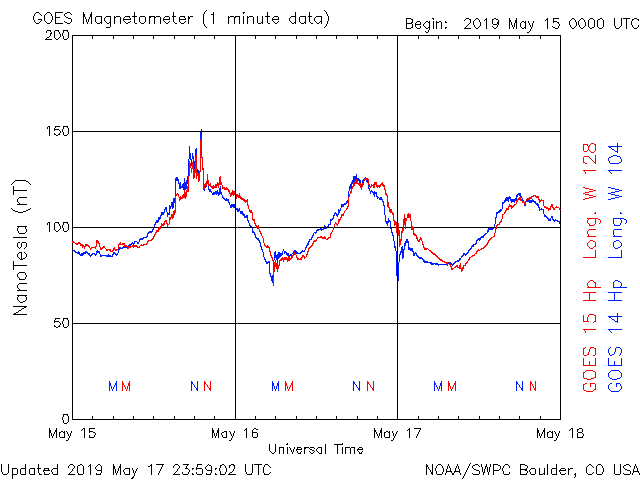 GOES Magnetometer (1 minute data)
Begin: 2019 May 15 0000 UTC
200
150
100
50
0
NanoTesla (nT)
M M N N M M N N M M N N
May 15 May 16 May 17 May 18
Universal Time
GOES 15 Hp Long. W 128
GOES 14 Hp Long. W 104
Updated 2019 May 17 23:59:02 UTC
NOAA/SWPC Boulder, CO USA